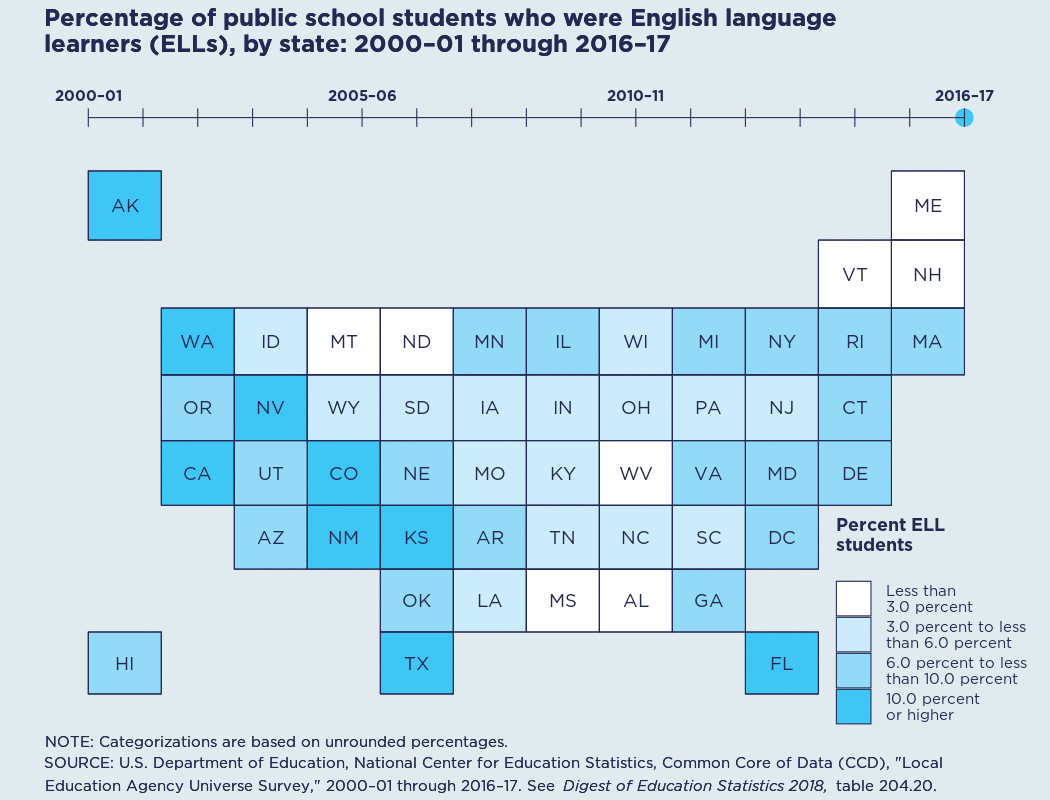 Percentage of public school students who were English language
learners (ELLs), by state: 2000–01 through 2016–17
2000–01 2005–06 2010–11 2016–17
AK ME
VT NH
WA ID MT ND MN IL WI MI NY RI MA
OR NV WY SD IA IN OH PA NJ CT
CA UT CO NE MO KY WV VA MD DE
AZ NM KS AR TN NC SC DC
OK LA MS AL GA
HI TX FL
Percent ELL
students
Less than
3.0 percent
3.0 percent to less
than 6.0 percent
6.0 percent to less
than 10.0 percent
10.0 percent
or higher
NOTE: Categorizations are based on unrounded percentages.
SOURCE: U.S. Department of Education, National Center for Education Statistics, Common Core of Data (CCD), "Local
Education Agency Universe Survey," 2000–01 through 2016–17. See Digest of Education Statistics 2018, table 204.20.